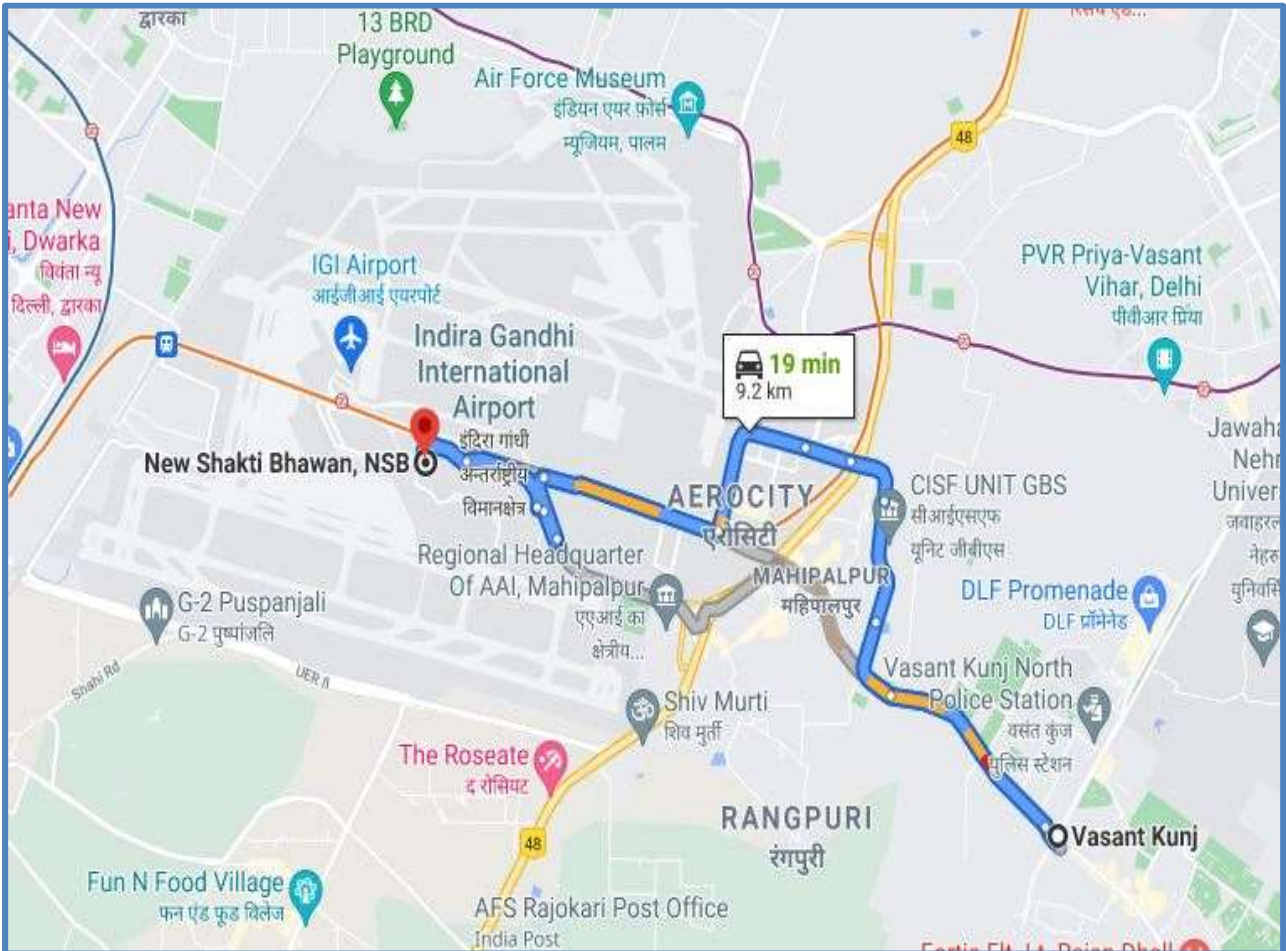 द्वारका
13 BRD
Playground
Air Force Museum
इंडियन एयर फ़ोर्स
म्यूजियम, पालम
48
anta New
i, Dwarka
विवंता न्यू
दिल्ली, द्वारका
IGI Airport
आईजीआई एयरपोर्ट
PVR Priya-Vasant
Vihar, Delhi
पीवीआर प्रिया
Indira Gandhi
International
Airport
इंदिरा गांधी
अन्तर्राष्ट्रीय
विमानक्षेत्र
19 min
9.2 km
New Shakti Bhawan, NSB
Jawaha
Nehr
Univer
जवाहरल
नेहरु
युनिवर्सि
AEROCITY
एरोसिटी
CISF UNIT GBS
सीआईएसएफ
यूनिट जीबीएस
Regional Headquarter
Of AAI, Mahipalpur
एएआई का
क्षेत्रीय...
MAHIPALPUR
महिपालपुर
DLF Promenade
DLF प्रॉमेनेड
G-2 Puspanjali
G-2 पुष्पांजलि
Shahi Rd
UER II
Vasant Kunj North
Police Station
वसंत कुंज
पुलिस स्टेशन
Shiv Murti
शिव मूर्ती
The Roseate
द रोसियट
RANGPURI
रंगपुरी
Vasant Kunj
48
Fun N Food Village
फन एंड फूड विलेज
AFS Rajokari Post Office
India Post